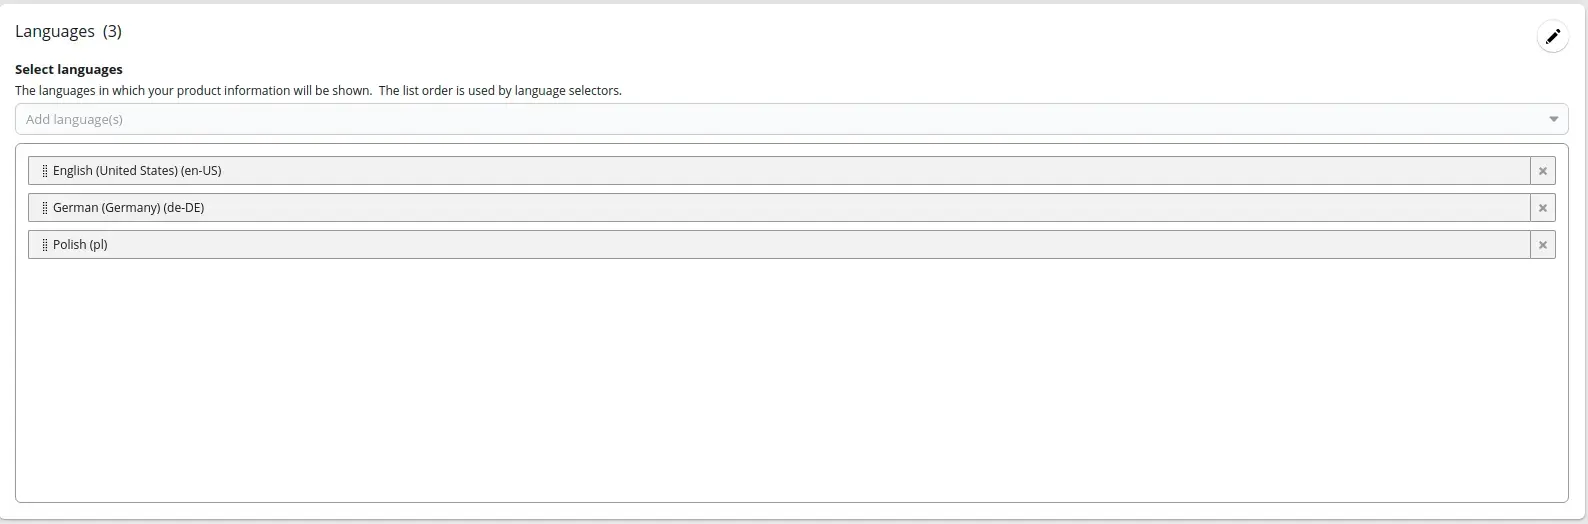 Languages (3)
Select languages
The languages in which your product information will be shown. The list order is used by language selectors.
Add language(s)
English (United States) (en-US)
German (Germany) (de-DE)
Polish (pl)